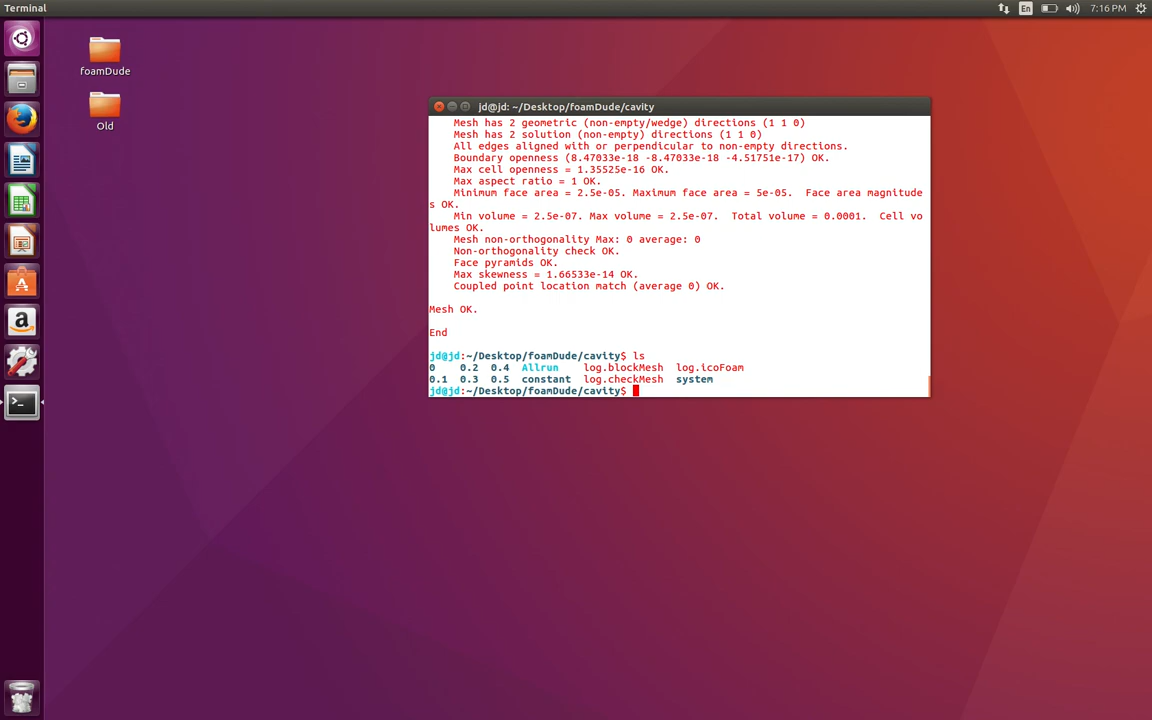 Terminal
En
7:16 PM
foamDude
Old
jd@jd: ~/Desktop/foamDude/cavity
Mesh has 2 geometric (non-empty/wedge) directions (1 1 0)
Mesh has 2 solution (non-empty) directions (1 1 0)
All edges aligned with or perpendicular to non-empty directions.
Boundary openness (8.47033e-18 -8.47033e-18 -4.51751e-17) OK.
Max cell openness = 1.35525e-16 OK.
Max aspect ratio = 1 OK.
Minimum face area = 2.5e-05. Maximum face area = 5e-05.  Face area magnitude
s OK.
Min volume = 2.5e-07. Max volume = 2.5e-07.  Total volume = 0.0001.  Cell vo
lumes OK.
Mesh non-orthogonality Max: 0 average: 0
Non-orthogonality check OK.
Face pyramids OK.
Max skewness = 1.66533e-14 OK.
Coupled point location match (average 0) OK.
Mesh OK.
End
jd@jd:~/Desktop/foamDude/cavity$ ls
0    0.2  0.4  Allrun    log.blockMesh  log.icoFoam
0.1  0.3  0.5  constant  log.checkMesh  system
jd@jd:~/Desktop/foamDude/cavity$